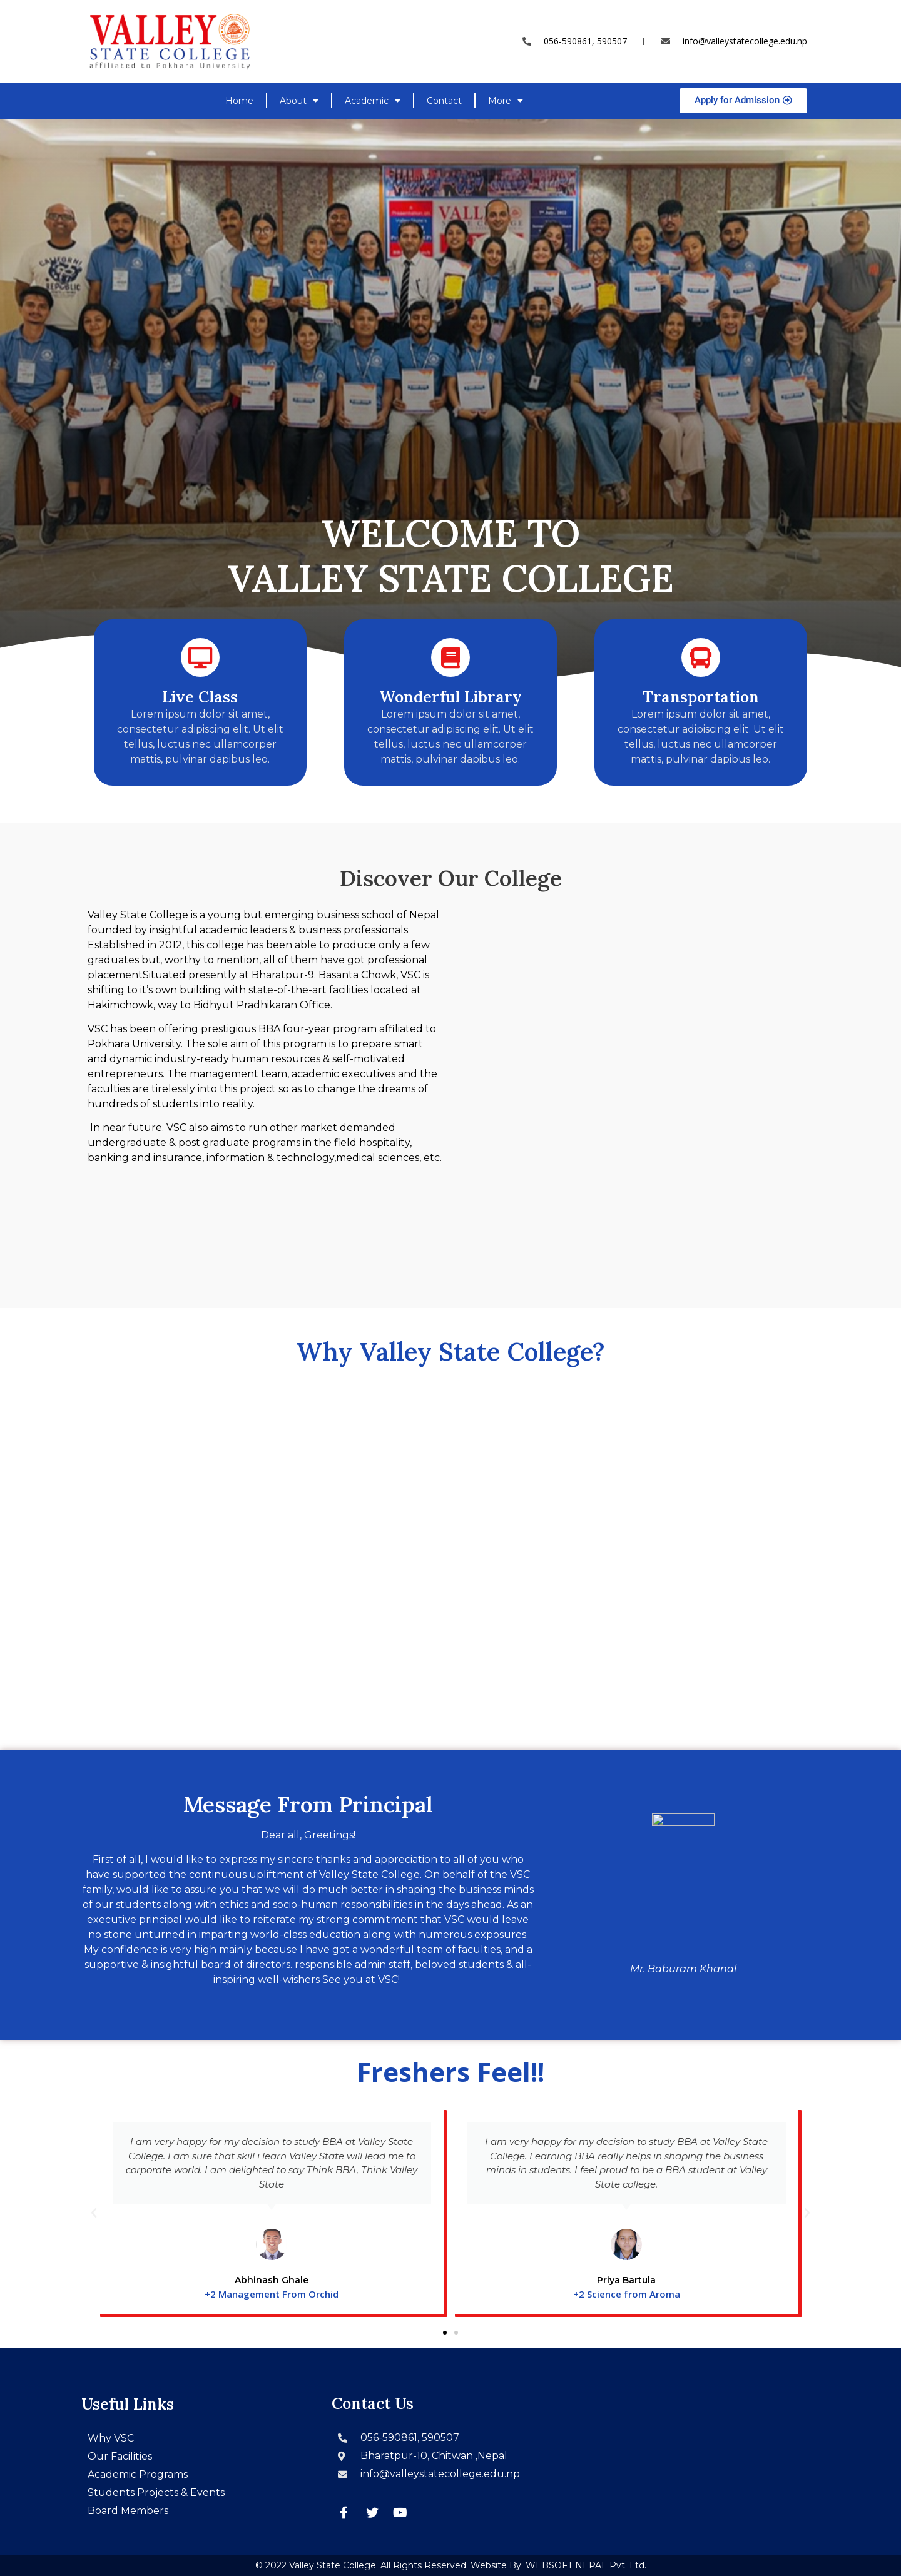 VALLEY
STATE COLLEGE
affiliated to Pokhara University
056-590861, 590507
info@valleystatecollege.edu.np
Home
About
Academic
Contact
More
Apply for Admission
WELCOME TO
VALLEY STATE COLLEGE
Live Class
Lorem ipsum dolor sit amet,
consectetur adipiscing elit. Ut elit
tellus, luctus nec ullamcorper
mattis, pulvinar dapibus leo.
Wonderful Library
Lorem ipsum dolor sit amet,
consectetur adipiscing elit. Ut elit
tellus, luctus nec ullamcorper
mattis, pulvinar dapibus leo.
Transportation
Lorem ipsum dolor sit amet,
consectetur adipiscing elit. Ut elit
tellus, luctus nec ullamcorper
mattis, pulvinar dapibus leo.
Discover Our College
Valley State College is a young but emerging business school of Nepal
founded by insightful academic leaders & business professionals.
Established in 2012, this college has been able to produce only a few
graduates but, worthy to mention, all of them have got professional
placementSituated presently at Bharatpur-9. Basanta Chowk, VSC is
shifting to it’s own building with state-of-the-art facilities located at
Hakimchowk, way to Bidhyut Pradhikaran Office.
VSC has been offering prestigious BBA four-year program affiliated to
Pokhara University. The sole aim of this program is to prepare smart
and dynamic industry-ready human resources & self-motivated
entrepreneurs. The management team, academic executives and the
faculties are tirelessly into this project so as to change the dreams of
hundreds of students into reality.
In near future. VSC also aims to run other market demanded
undergraduate & post graduate programs in the field hospitality,
banking and insurance, information & technology,medical sciences, etc.
Why Valley State College?
Message From Principal
Dear all, Greetings!
First of all, I would like to express my sincere thanks and appreciation to all of you who
have supported the continuous upliftment of Valley State College. On behalf of the VSC
family, would like to assure you that we will do much better in shaping the business minds
of our students along with ethics and socio-human responsibilities in the days ahead. As an
executive principal would like to reiterate my strong commitment that VSC would leave
no stone unturned in imparting world-class education along with numerous exposures.
My confidence is very high mainly because I have got a wonderful team of faculties, and a
supportive & insightful board of directors. responsible admin staff, beloved students & all-
inspiring well-wishers See you at VSC!
Mr. Baburam Khanal
Freshers Feel!!
I am very happy for my decision to study BBA at Valley State
College. I am sure that skill i learn Valley State will lead me to
corporate world. I am delighted to say Think BBA, Think Valley
State
Abhinash Ghale
+2 Management From Orchid
I am very happy for my decision to study BBA at Valley State
College. Learning BBA really helps in shaping the business
minds in students. I feel proud to be a BBA student at Valley
State college.
Priya Bartula
+2 Science from Aroma
Useful Links
Why VSC
Our Facilities
Academic Programs
Students Projects & Events
Board Members
Contact Us
056-590861, 590507
Bharatpur-10, Chitwan ,Nepal
info@valleystatecollege.edu.np
© 2022 Valley State College. All Rights Reserved. Website By: WEBSOFT NEPAL Pvt. Ltd.